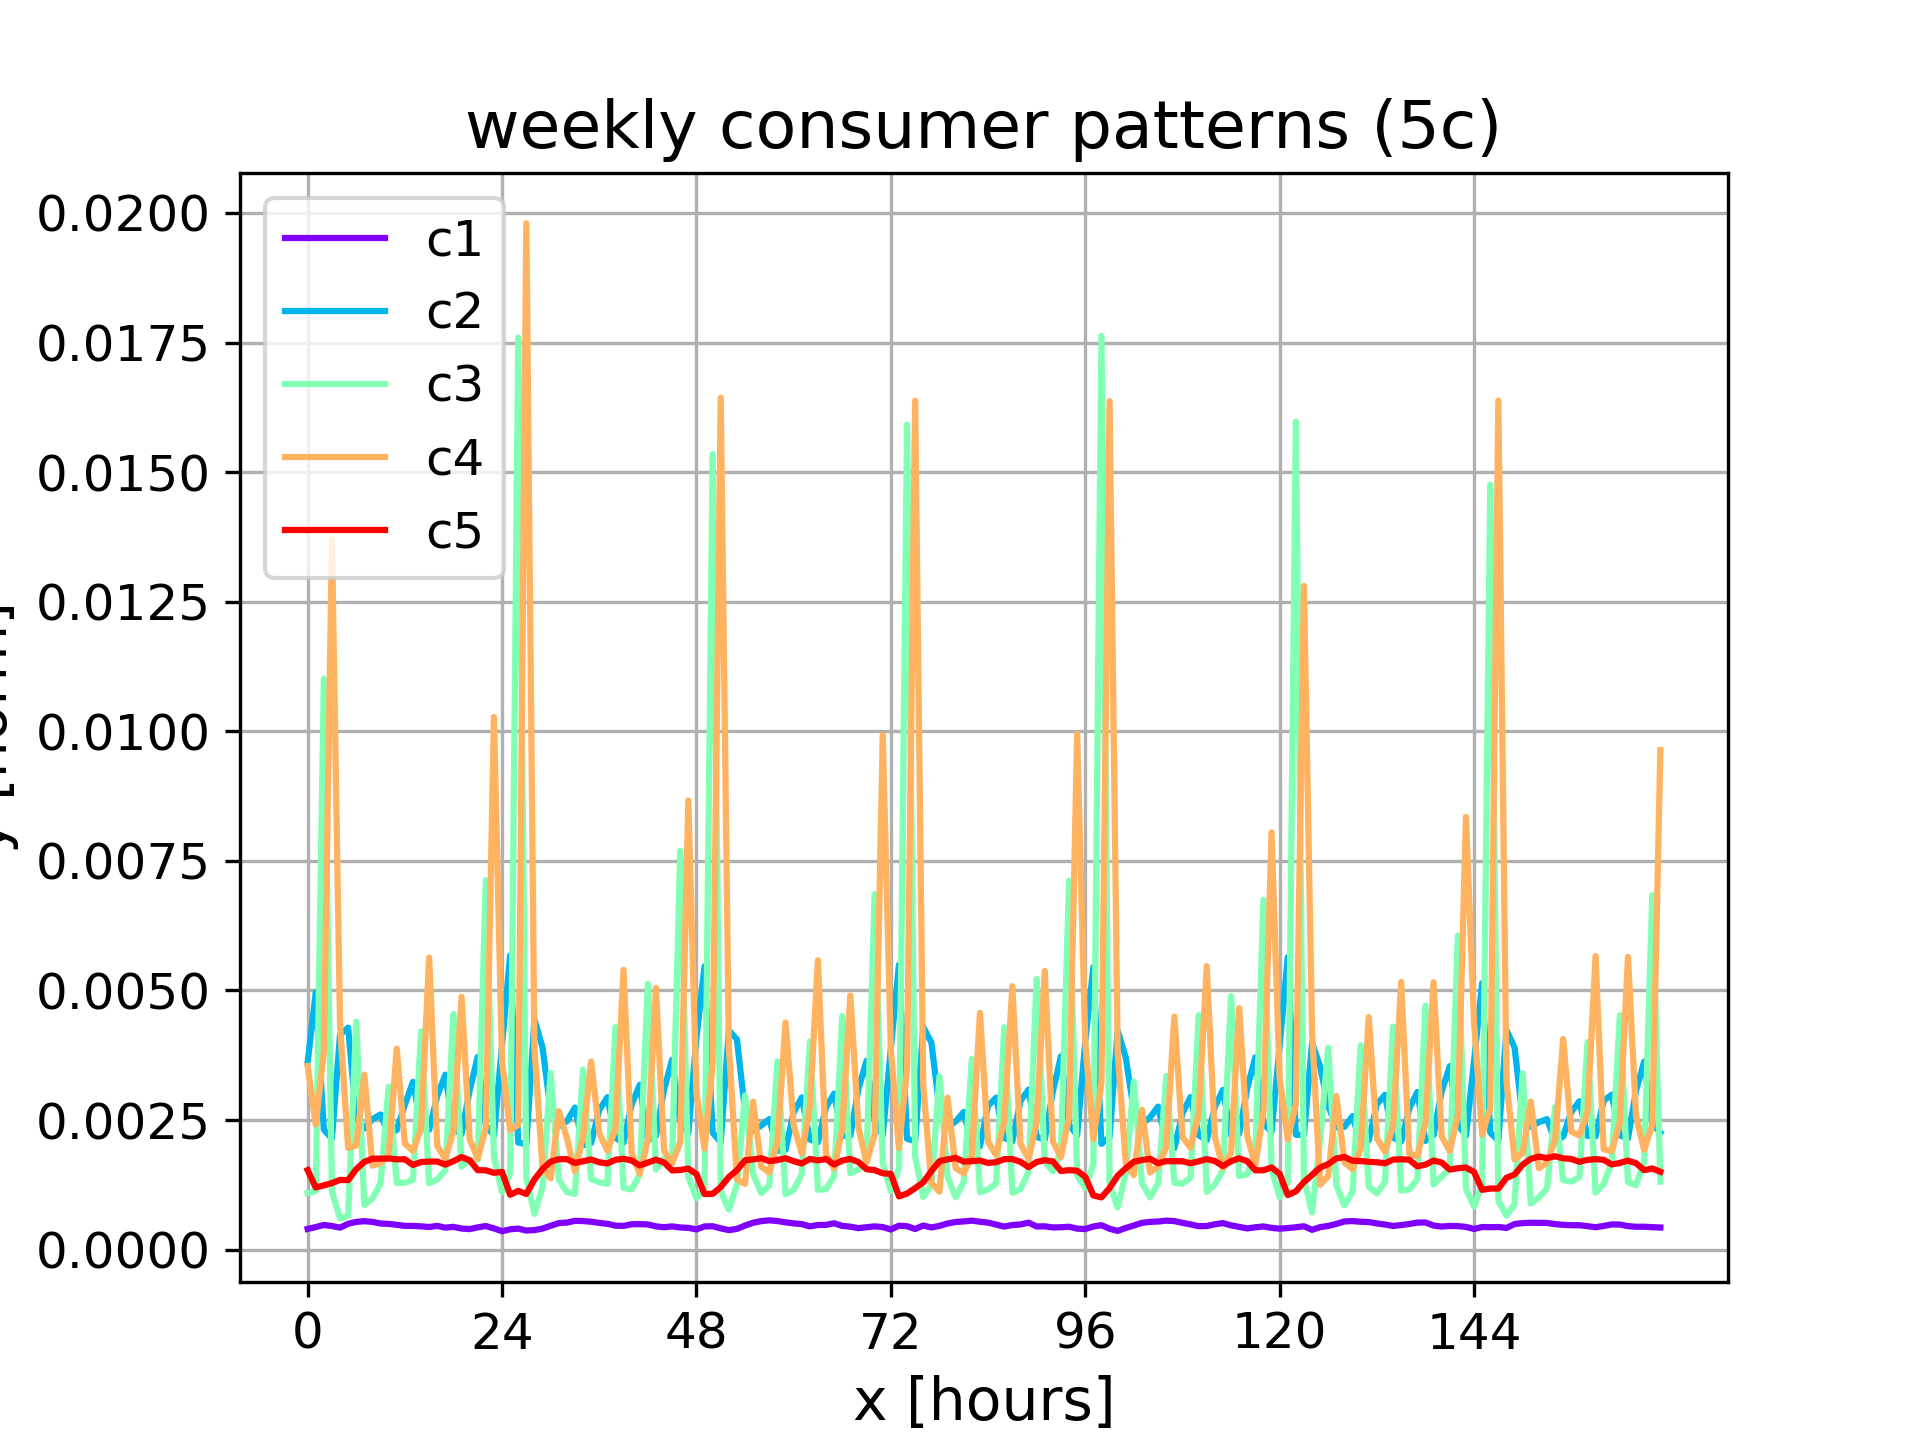 weekly consumer patterns (5c)
0.0200
0.0175
0.0150
0.0125
0.0100
0.0075
0.0050
0.0025
0.0000
c1
c2
c3
c4
c5
0 24 48 72 96 120 144
x [hours]